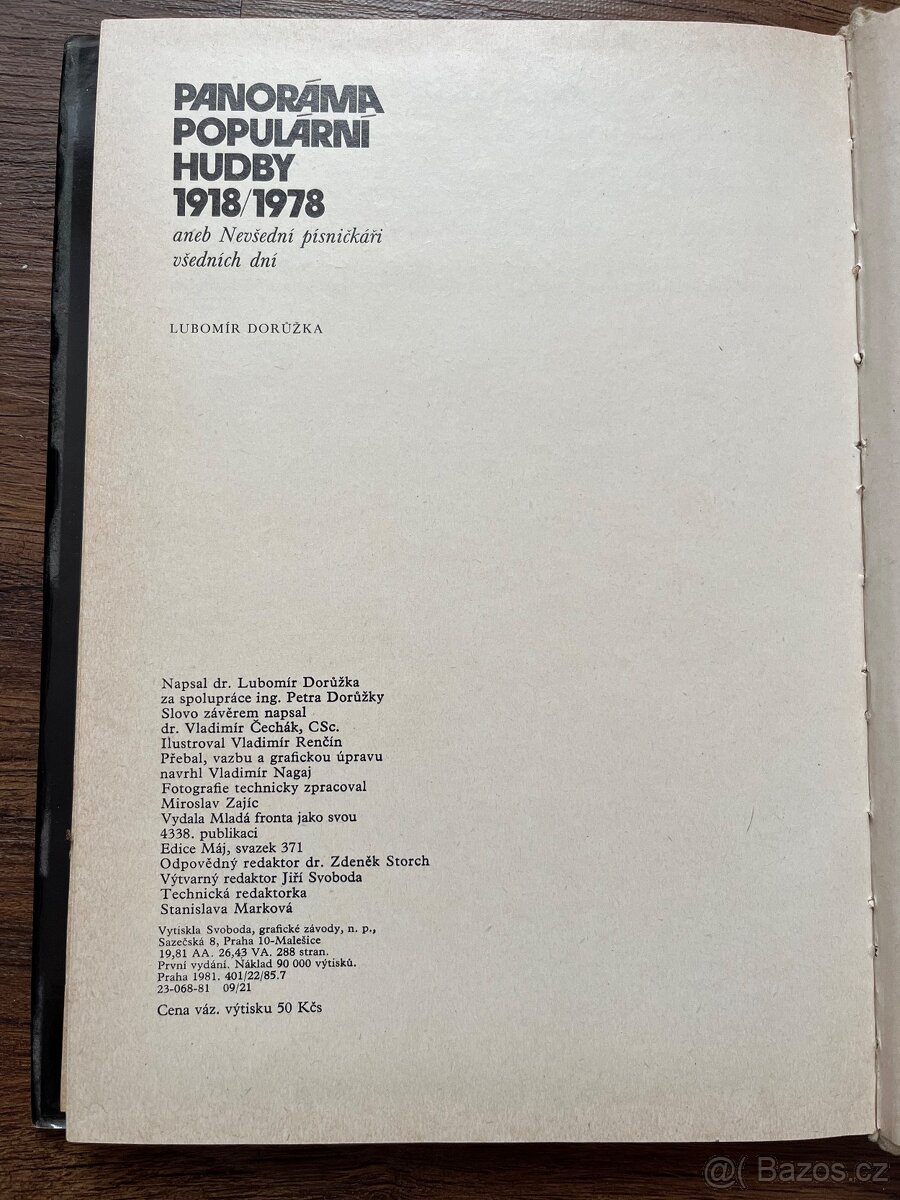 PANORÁMA
POPULÁRNÍ
HUDBY
1918/1978
aneb Nevšední písničkáři
všedních dní
LUBOMÍR DORŮŽKA
Napsal dr. Lubomír Dorůžka
za spolupráce ing. Petra Dorůžky
Slovo závěrem napsal
dr. Vladimír Čechák, CSc.
Ilustroval Vladimír Renčín
Přebal, vazbu a grafickou úpravu
navrhl Vladimír Nagaj
Fotografie technicky zpracoval
Miroslav Zajíc
Vydala Mladá fronta jako svou
4338. publikaci
Edice Máj, svazek 371
Odpovědný redaktor dr. Zdeněk Storch
Výtvarný redaktor Jiří Svoboda
Technická redaktorka
Stanislava Marková
Vytiskla Svoboda, grafické závody, n. p.,
Sazečská 8, Praha 10-Malešice
19,81 AA. 26,43 VA. 288 stran.
První vydání. Náklad 90 000 výtisků.
Praha 1981. 401/22/85.7
23-068-81 09/21
Cena váz. výtisku 50 Kčs
@( Bazos.cz